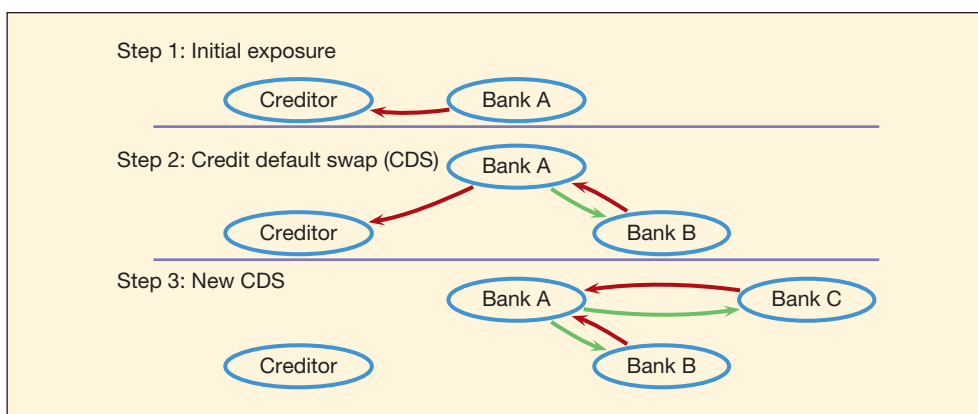 Step 1: Initial exposure
Creditor
Bank A
Step 2: Credit default swap (CDS)
Bank A
Creditor
Bank B
Step 3: New CDS
Bank A
Bank C
Creditor
Bank B